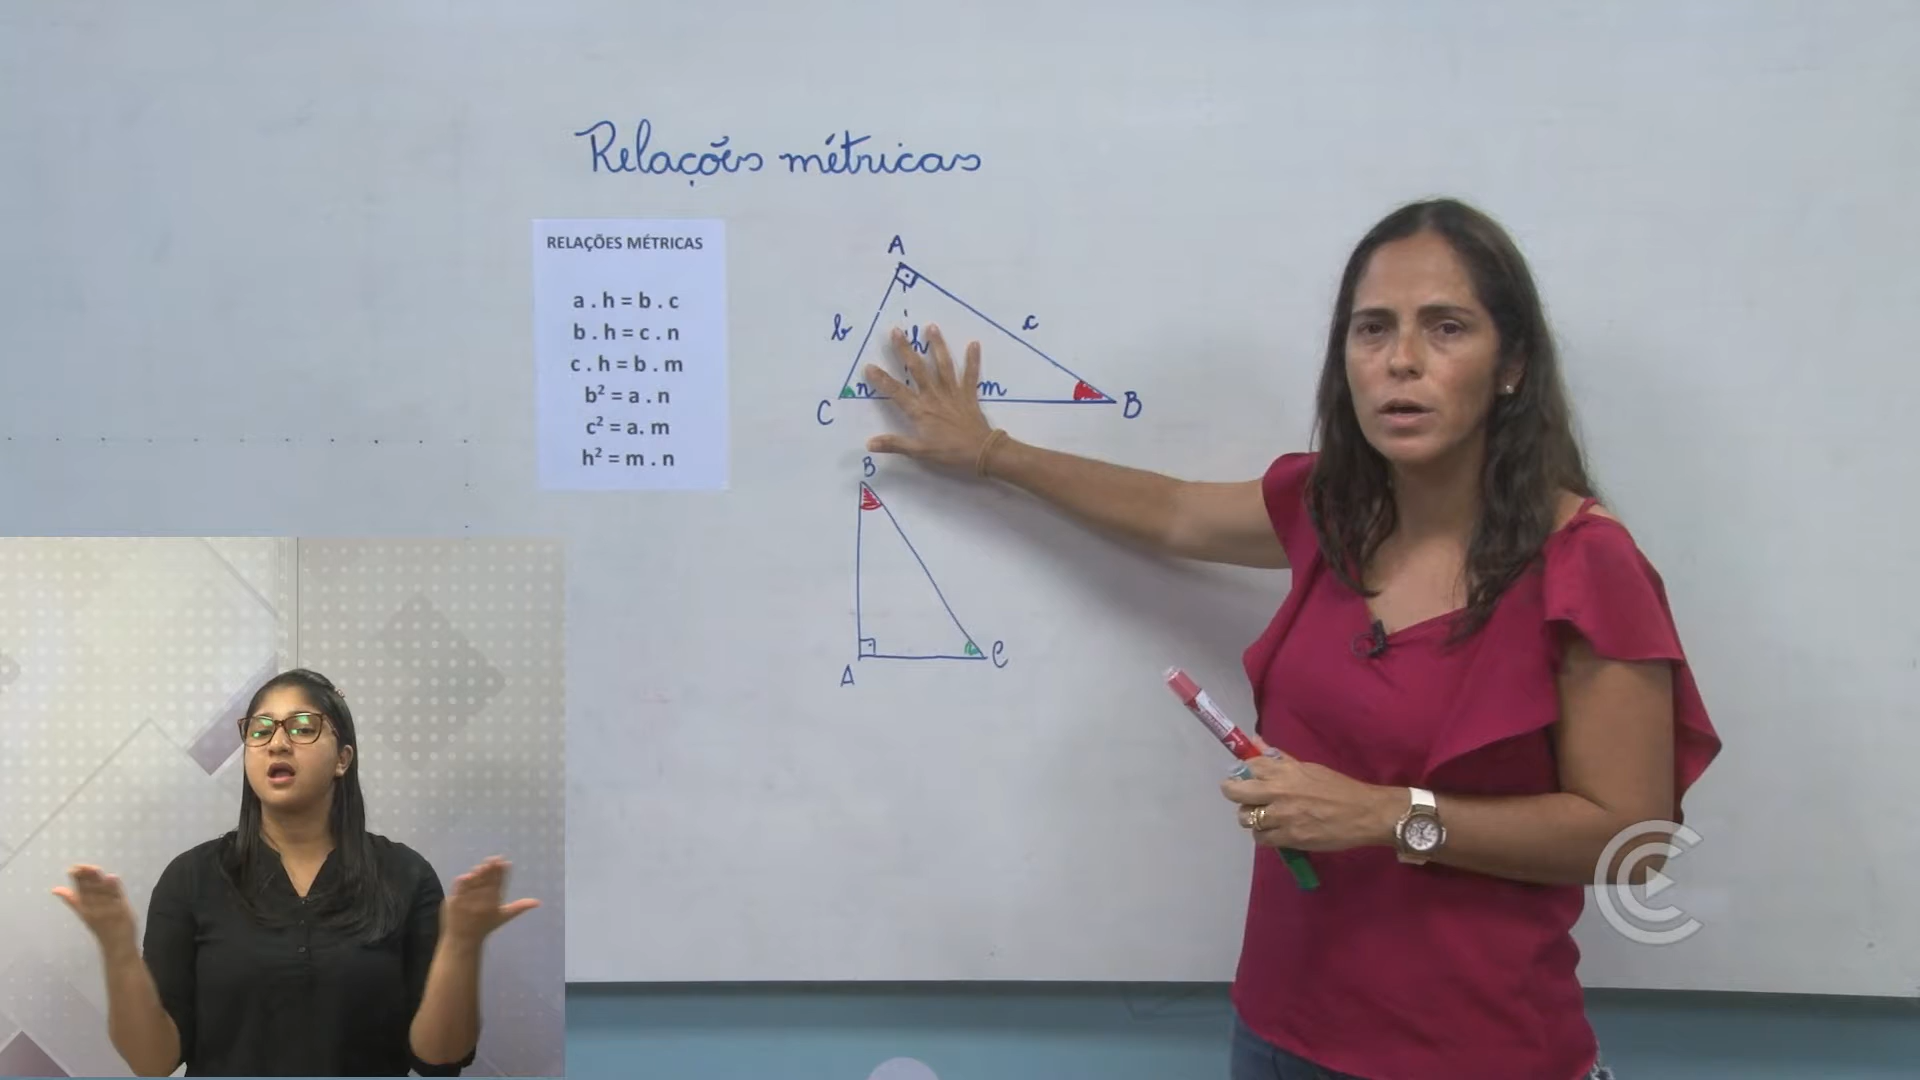 Relações métricas
RELAÇÕES MÉTRICAS
a . h = b . c
b . h = c . n
c . h = b . m
b² = a . n
c² = a. m
h² = m . n
A
b
c
h
n
m
C
B
B
A
C